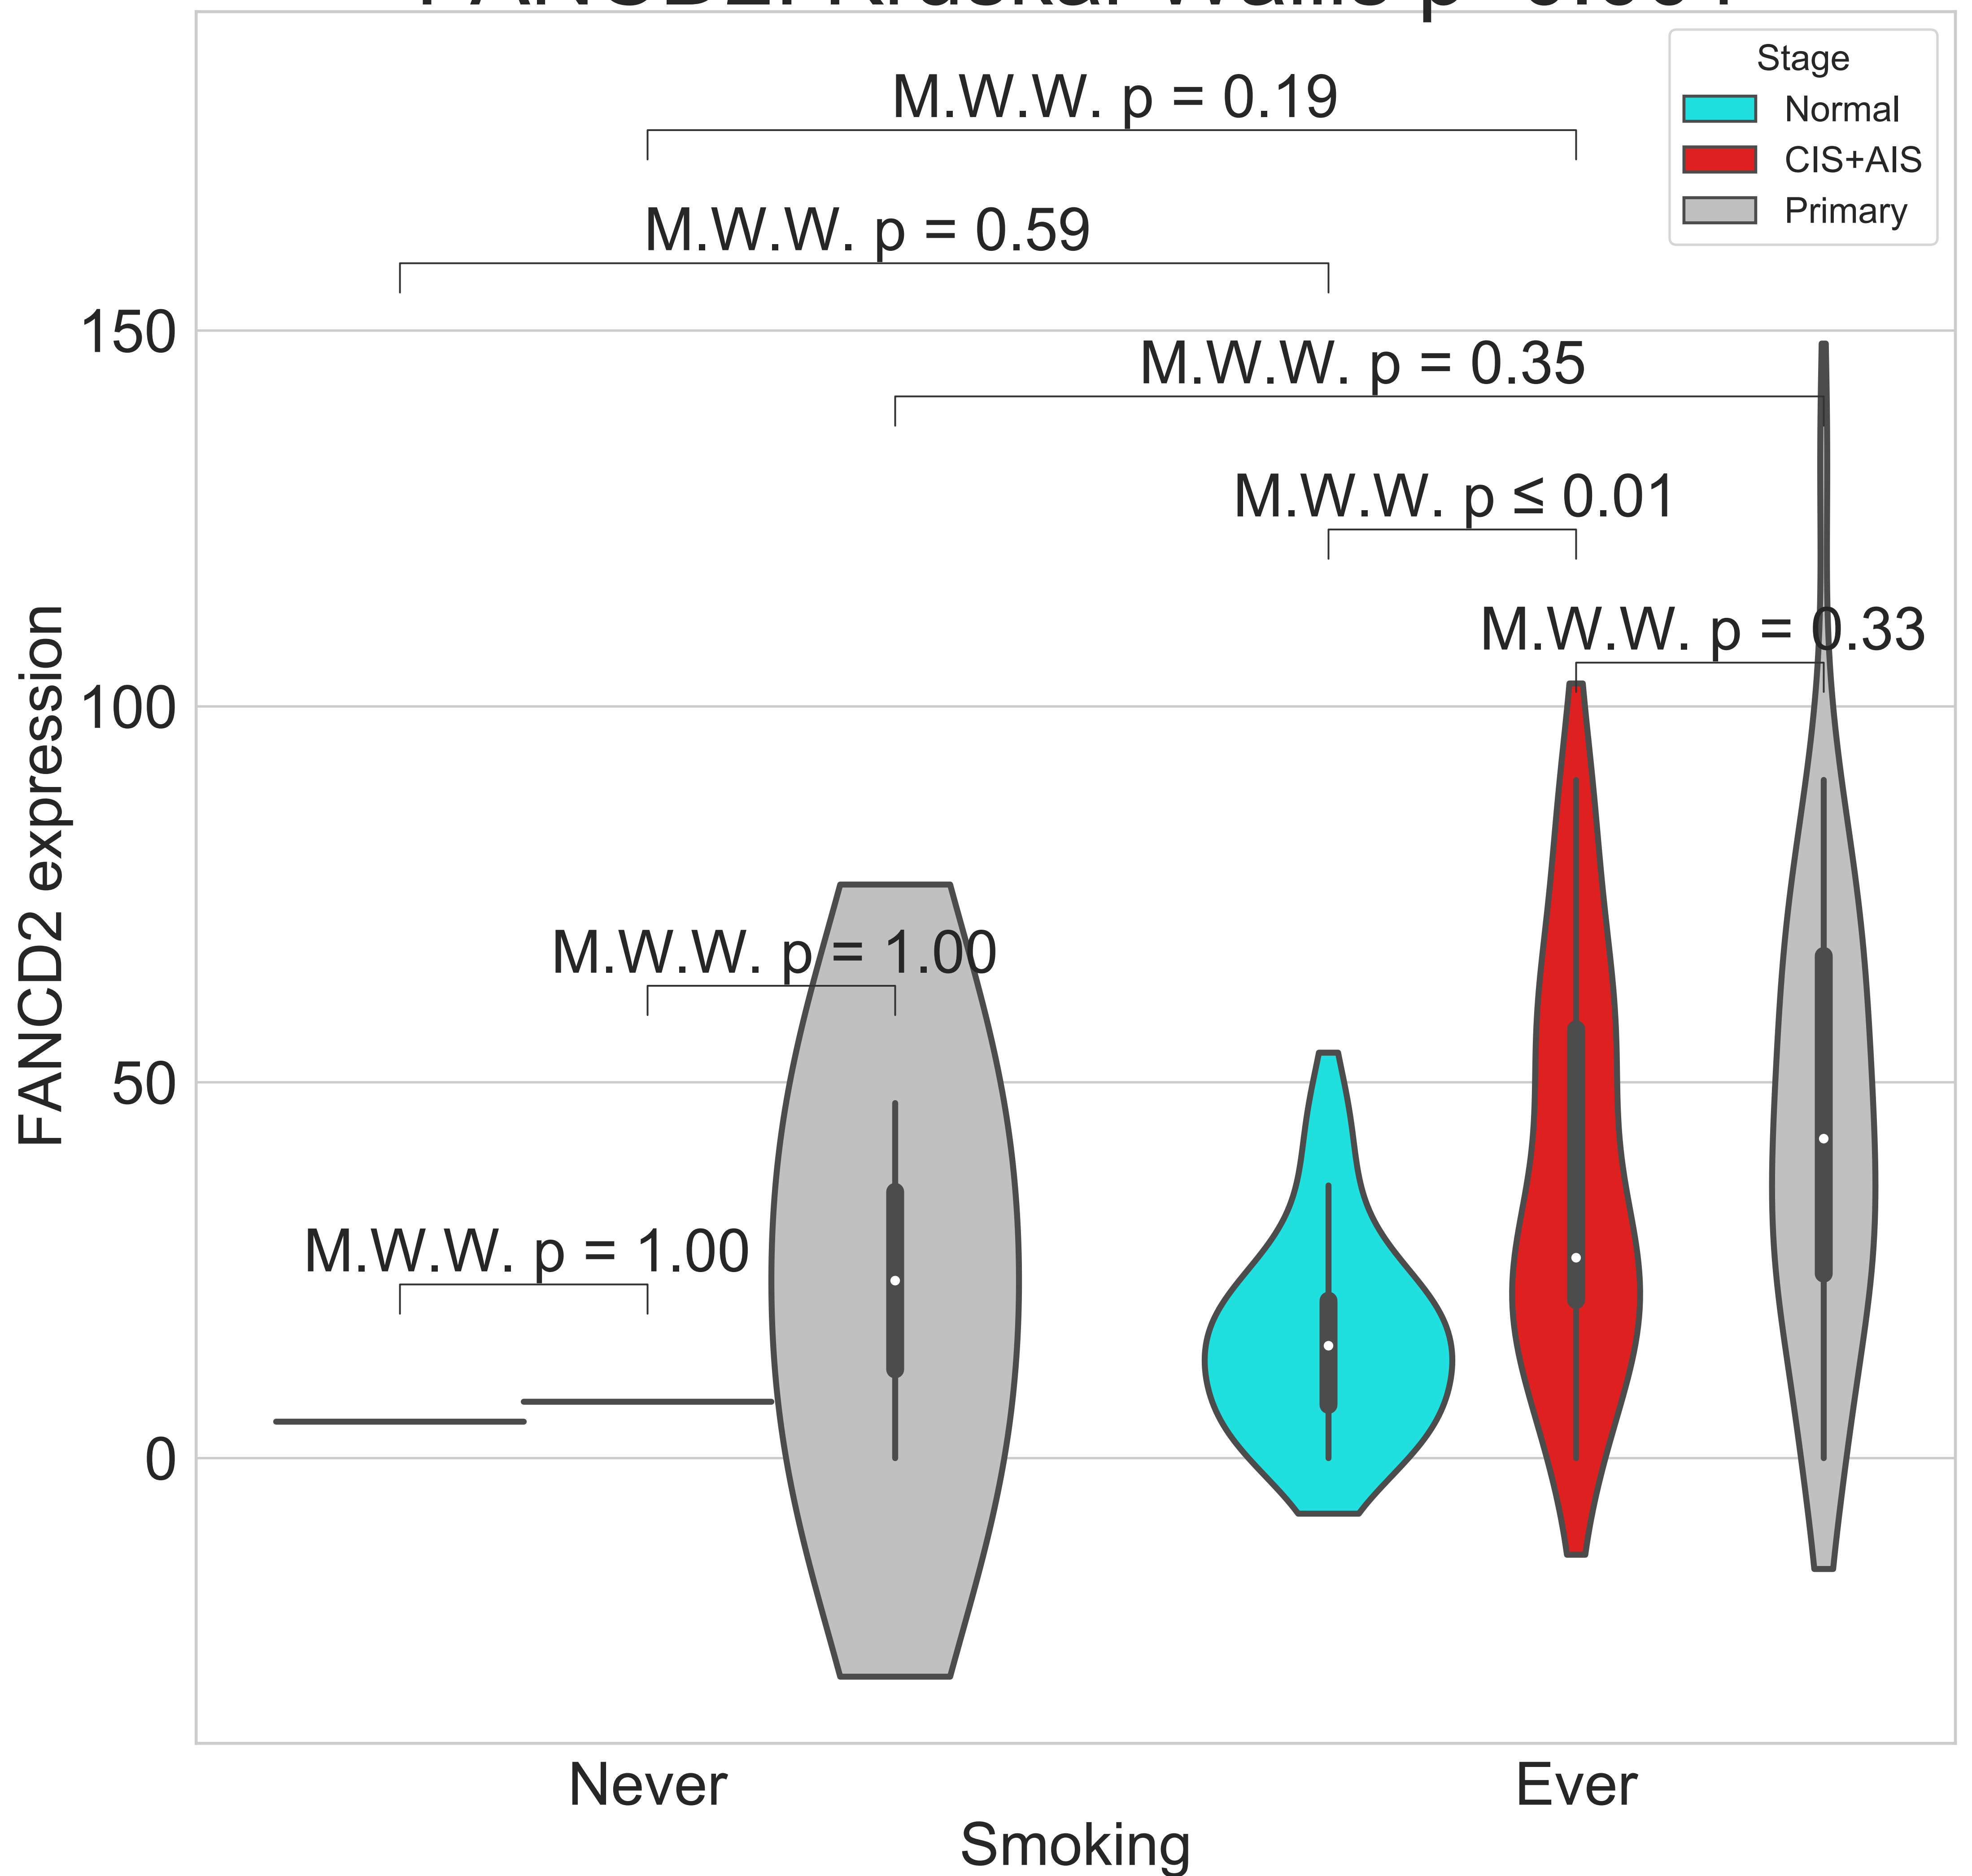 Stage
Normal
CIS+AIS
Primary
M.W.W. p = 0.19
M.W.W. p = 0.59
M.W.W. p = 0.35
M.W.W. p ≤ 0.01
M.W.W. p = 0.33
M.W.W. p = 1.00
M.W.W. p = 1.00
FANCD2 expression
150
100
50
0
Never
Ever
Smoking